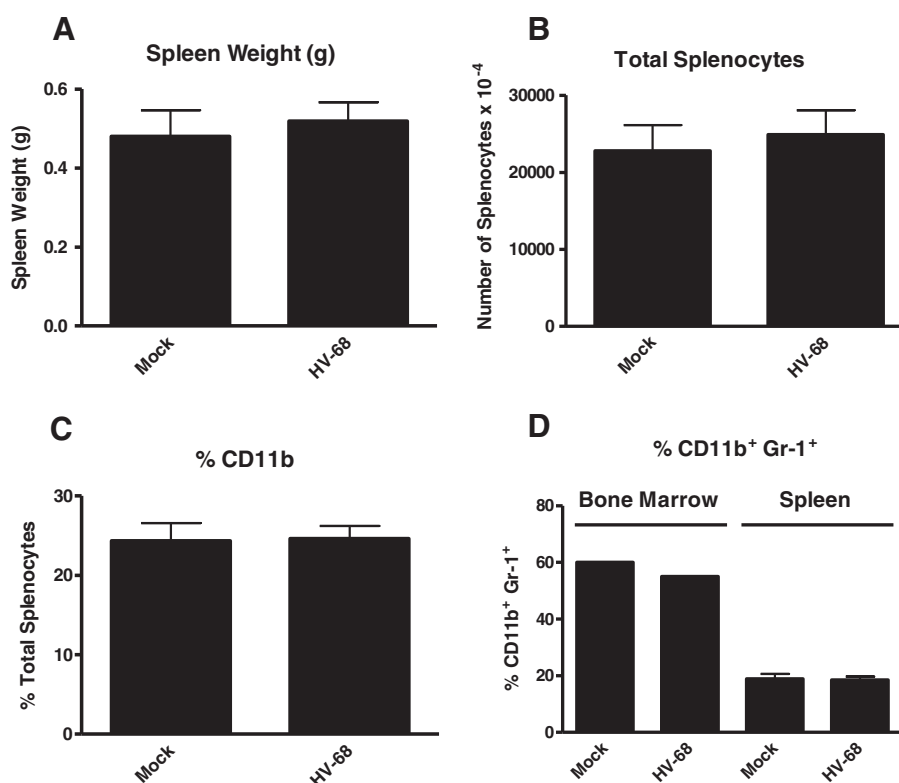 A
Spleen Weight (g)
Spleen Weight (g)
0.6
0.4
0.2
0.0
Mock
HV-68
B
Total Splenocytes
Number of Splenocytes x 10⁻⁴
30000
20000
10000
0
Mock
HV-68
C
% CD11b
% Total Splenocytes
30
20
10
0
Mock
HV-68
D
% CD11b⁺ Gr-1⁺
Bone Marrow Spleen
% CD11b⁺ Gr-1⁺
80
60
40
20
0
Mock
HV-68
Mock
HV-68